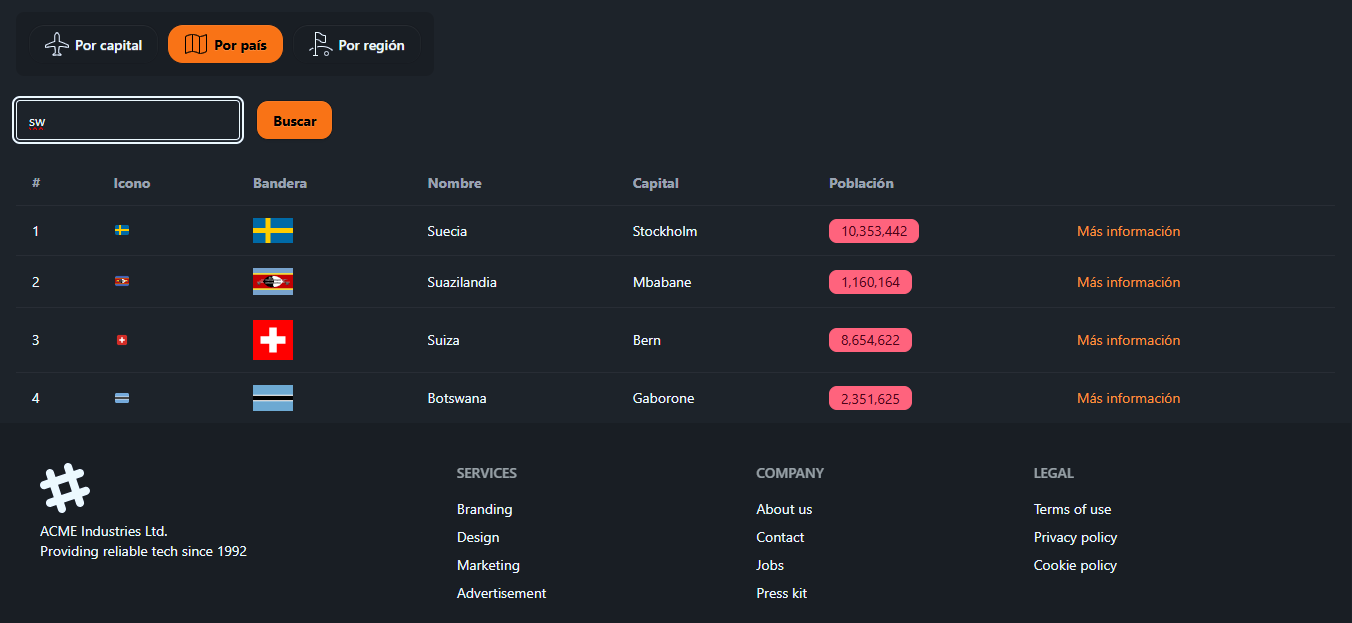 Por capital Por país Por región
sw Buscar
# Icono Bandera Nombre Capital Población
1 Suecia Stockholm 10,353,442 Más información
2 Suazilandia Mbabane 1,160,164 Más información
3 Suiza Bern 8,654,622 Más información
4 Botswana Gaborone 2,351,625 Más información
SERVICES COMPANY LEGAL
Branding About us Terms of use
ACME Industries Ltd.
Design Contact Privacy policy
Providing reliable tech since 1992
Marketing Jobs Cookie policy
Advertisement Press kit